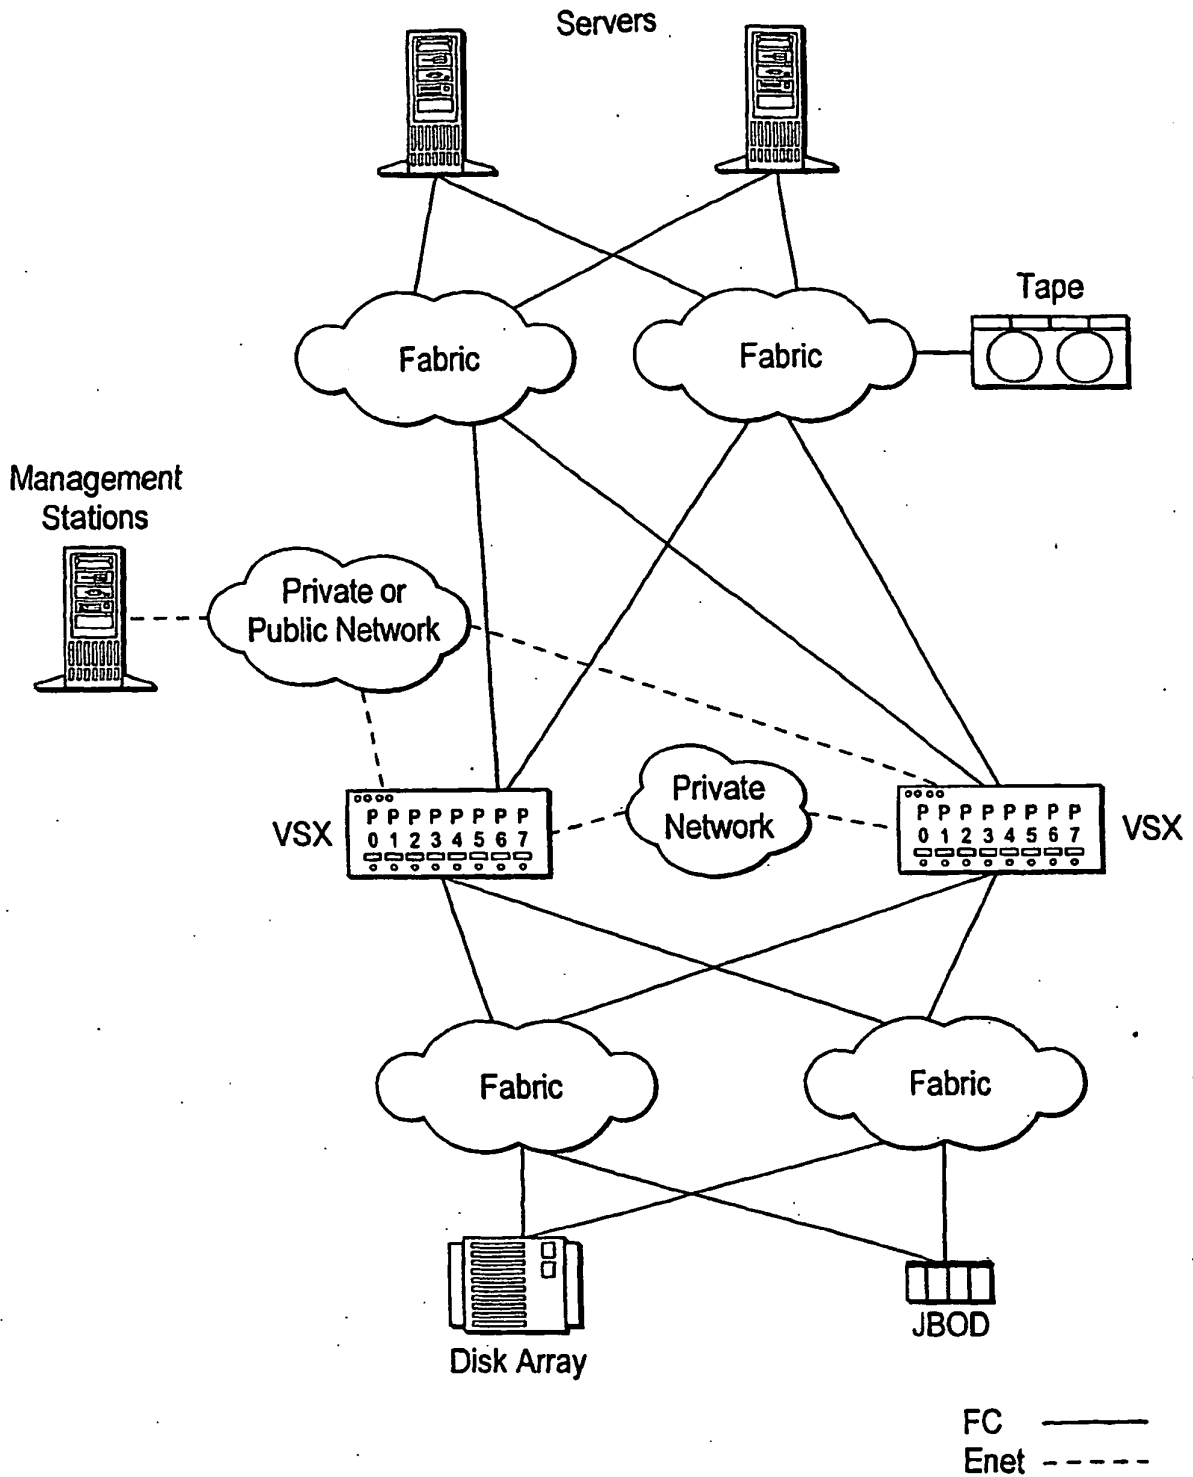 Servers
Tape
Fabric
Fabric
Management
Stations
Private or
Public Network
Private
Network
VSX
P P P P P P P P
0 1 2 3 4 5 6 7
P P P P P P P P
0 1 2 3 4 5 6 7
VSX
Fabric
Fabric
Disk Array
JBOD
FC
Enet